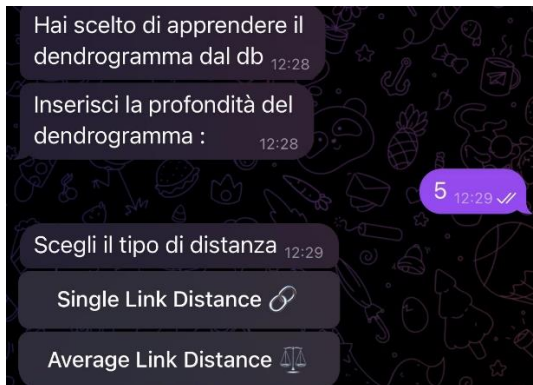 Hai scelto di apprendere il
dendrogramma dal db 12:28
Inserisci la profondità del
dendrogramma : 12:28
5 12:29
Scegli il tipo di distanza 12:29
Single Link Distance 🔗
Average Link Distance ⚖️